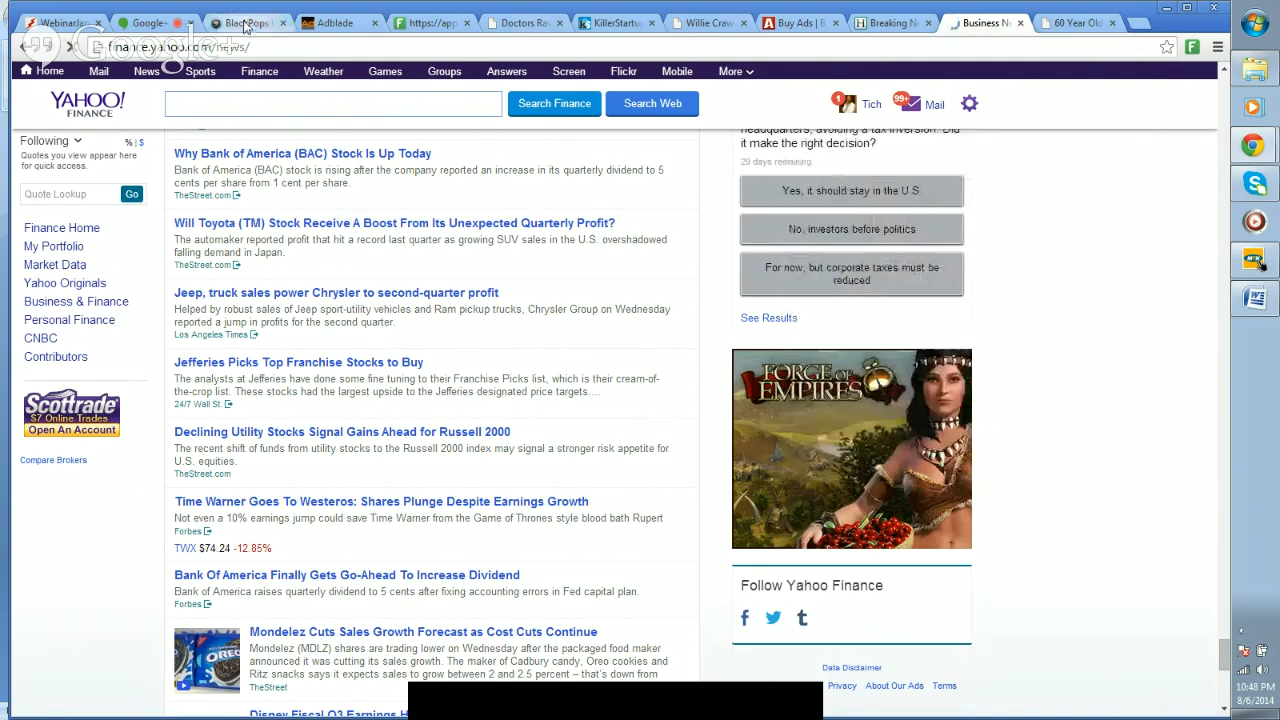 WebinarJam
Google+
BlackPops
Adblade
https://app
Doctors Rav
KillerStartup
Willie Craw
Buy Ads | B
Breaking Ne
Business Ne
60 Year Old
finance.yahoo.com/news/
Google+
Home Mail News Sports Finance Weather Games Groups Answers Screen Flickr Mobile More
YAHOO!
FINANCE
Search Finance
Search Web
1 Tich
99+ Mail
Following
% | $
Quotes you view appear here
for quick access.
Quote Lookup Go
Finance Home
My Portfolio
Market Data
Yahoo Originals
Business & Finance
Personal Finance
CNBC
Contributors
Scottrade
$7 Online Trades
Open An Account
Compare Brokers
Why Bank of America (BAC) Stock Is Up Today
Bank of America (BAC) stock is rising after the company reported an increase in its quarterly dividend to 5
cents per share from 1 cent per share.
TheStreet.com
Will Toyota (TM) Stock Receive A Boost From Its Unexpected Quarterly Profit?
The automaker reported profit that hit a record last quarter as growing SUV sales in the U.S. overshadowed
falling demand in Japan.
TheStreet.com
Jeep, truck sales power Chrysler to second-quarter profit
Helped by robust sales of Jeep sport-utility vehicles and Ram pickup trucks, Chrysler Group on Wednesday
reported a jump in profits for the second quarter.
Los Angeles Times
Jefferies Picks Top Franchise Stocks to Buy
The analysts at Jefferies have done some fine tuning to their Franchise Picks list, which is their cream-of-
the-crop list. These stocks had the largest upside to the Jefferies designated price targets....
24/7 Wall St.
Declining Utility Stocks Signal Gains Ahead for Russell 2000
The recent shift of funds from utility stocks to the Russell 2000 index may signal a stronger risk appetite for
U.S. equities.
TheStreet.com
Time Warner Goes To Westeros: Shares Plunge Despite Earnings Growth
Not even a 10% earnings jump could save Time Warner from the Game of Thrones style blood bath Rupert
Forbes
TWX $74.24 -12.85%
Bank Of America Finally Gets Go-Ahead To Increase Dividend
Bank of America raises quarterly dividend to 5 cents after fixing accounting errors in Fed capital plan.
Forbes
OREO
Mondelez Cuts Sales Growth Forecast as Cost Cuts Continue
Mondelez (MDLZ) shares are trading lower on Wednesday after the packaged food maker
announced it was cutting its sales growth. The maker of Cadbury candy, Oreo cookies and
Ritz snacks says it expects sales to grow between 2 and 2.5 percent – that's down from
TheStreet
Disney Fiscal Q3 Earnings
headquarters, avoiding a tax inversion. Did
it make the right decision?
29 days remaining.
Yes, it should stay in the U.S.
No, investors before politics
For now, but corporate taxes must be
reduced
See Results
FORGE OF
EMPIRES
Follow Yahoo Finance
Data Disclaimer
Privacy About Our Ads Terms
10:48 PM
8/6/2014